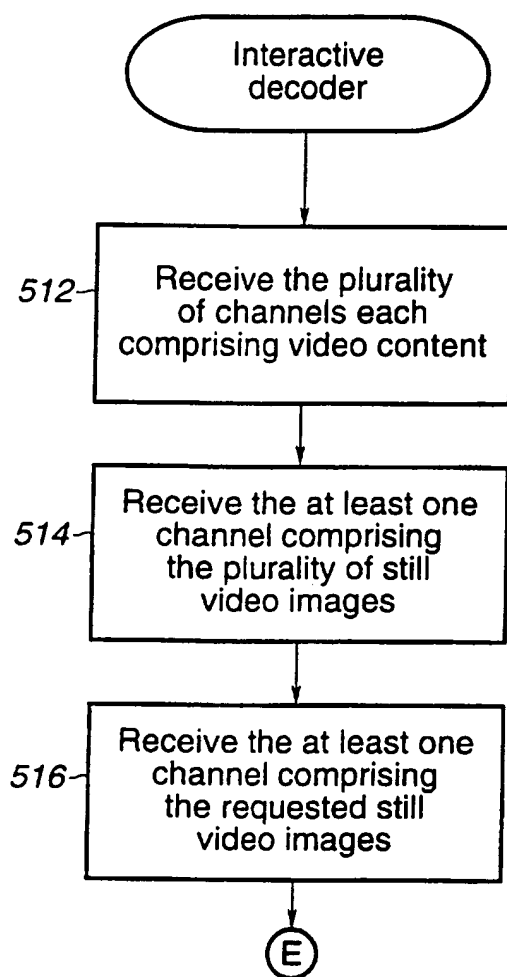 Interactive
decoder
512
Receive the plurality
of channels each
comprising video content
514
Receive the at least one
channel comprising
the plurality of still
video images
516
Receive the at least one
channel comprising
the requested still
video images
E